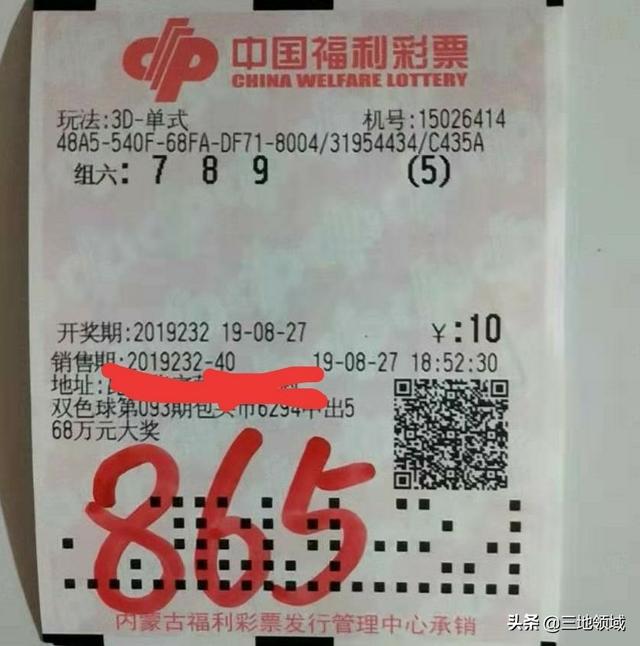 中国福利彩票
CHINA WELFARE LOTTERY
玩法:3D-单式 机号:15026414
48A5-540F-68FA-DF71-8004/31954434/C435A
组六: 7 8 9 (5)
开奖期:2019232 19-08-27 ¥:10
销售期:2019232-40 19-08-27 18:52:30
地址:
双色球第093期包头市6294中出5
68万元大奖
865
内蒙古福利彩票发行管理中心承销
头条 @三地领域